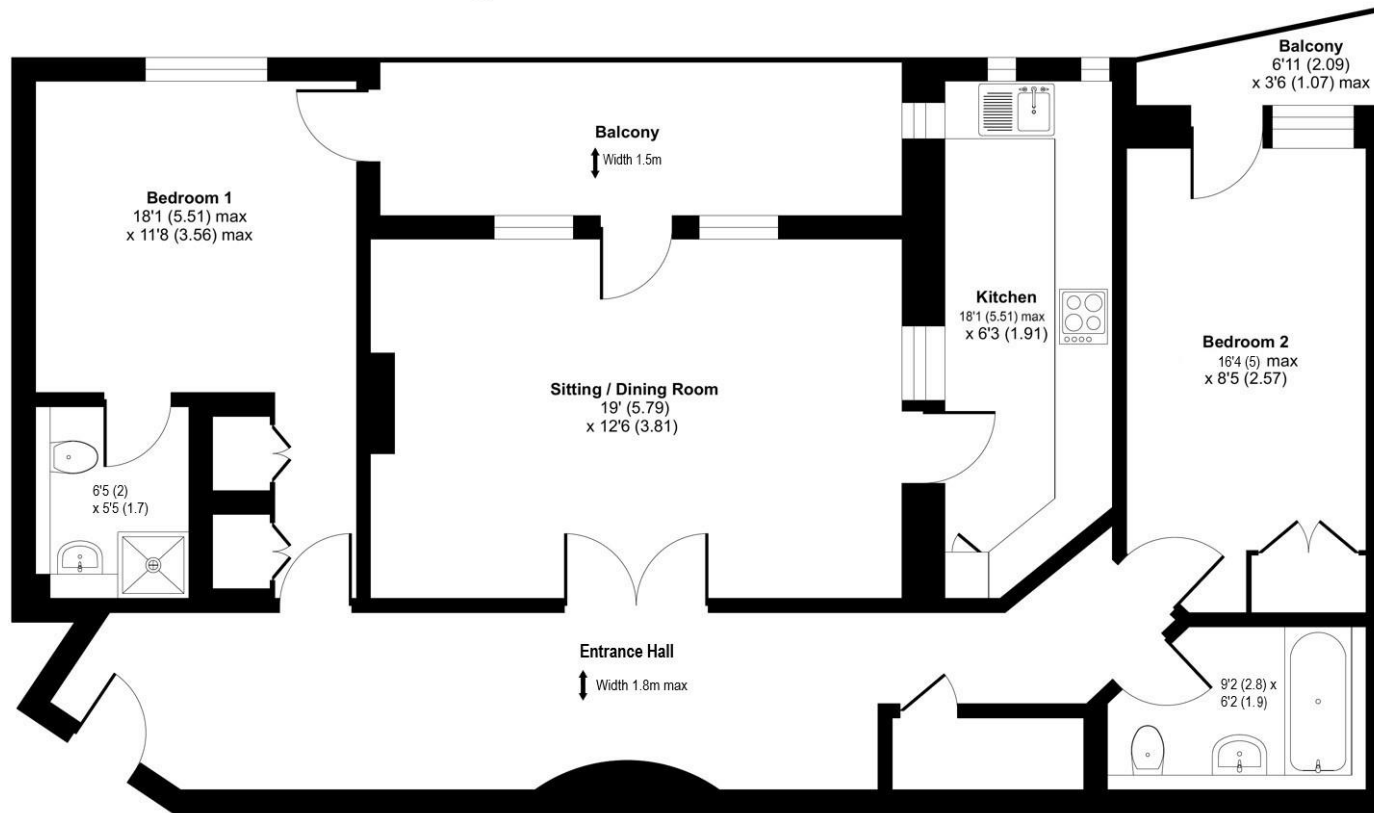 Balcony
6'11 (2.09)
x 3'6 (1.07) max
Balcony
Width 1.5m
Bedroom 1
18'1 (5.51) max
x 11'8 (3.56) max
Kitchen
18'1 (5.51) max
x 6'3 (1.91)
Bedroom 2
16'4 (5) max
x 8'5 (2.57)
Sitting / Dining Room
19' (5.79)
x 12'6 (3.81)
6'5 (2)
x 5'5 (1.7)
Entrance Hall
Width 1.8m max
9'2 (2.8) x
6'2 (1.9)